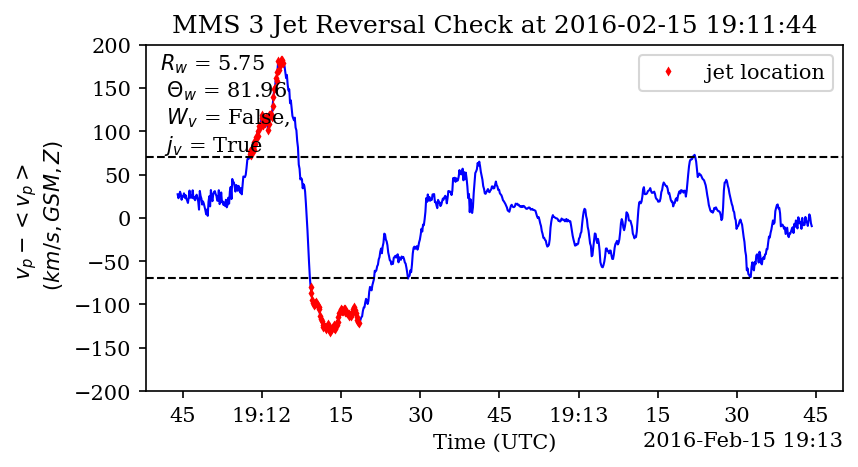 MMS 3 Jet Reversal Check at 2016-02-15 19:11:44
R_w = 5.75
Θ_w = 81.96
W_v = False,
j_v = True
jet location
200
150
100
50
0
−50
−100
−150
−200
v_p − < v_p >
(km/s, GSM, Z)
45 19:12 15 30 45 19:13 15 30 45
Time (UTC)
2016-Feb-15 19:13